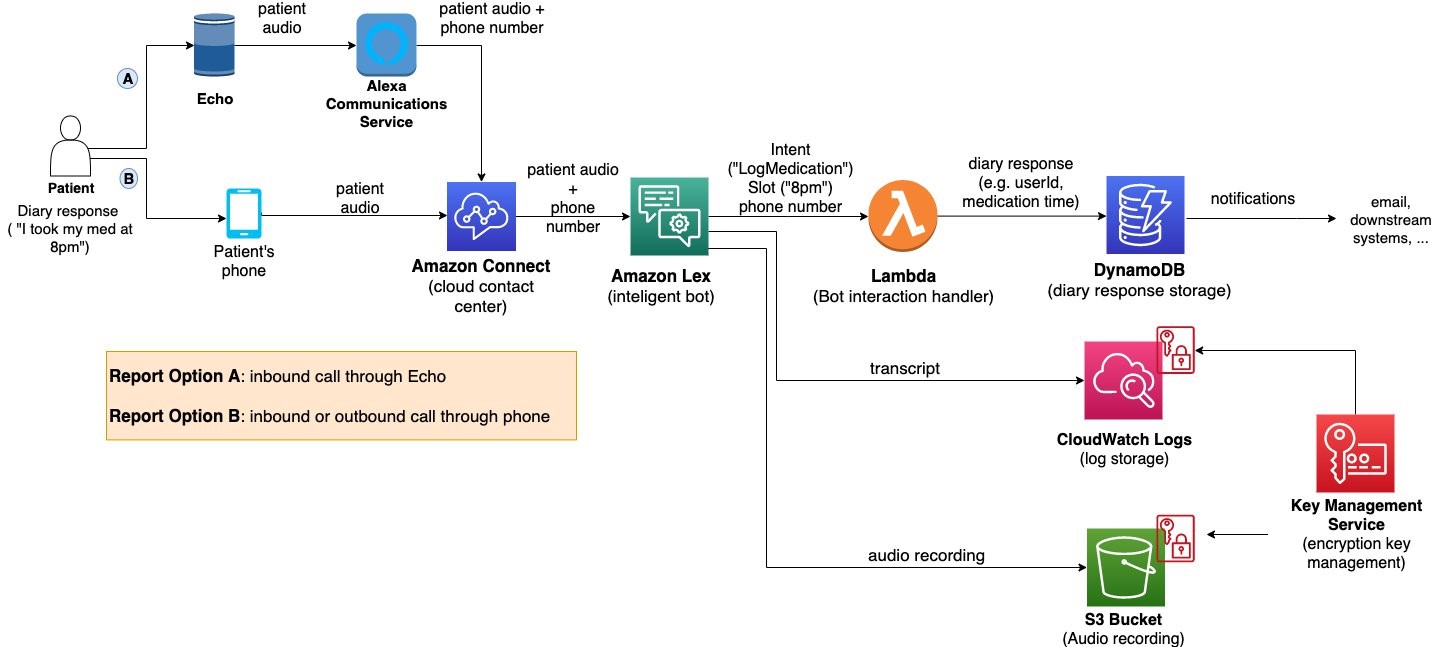 patient
audio
patient audio +
phone number
A
Echo
Alexa
Communications
Service
B
Patient
Diary response
( "I took my med at
8pm")
patient
audio
Patient's
phone
Amazon Connect
(cloud contact
center)
patient audio
+
phone
number
Amazon Lex
(inteligent bot)
Intent
("LogMedication")
Slot ("8pm")
phone number
Lambda
(Bot interaction handler)
diary response
(e.g. userId,
medication time)
DynamoDB
(diary response storage)
notifications
email,
downstream
systems, ...
Report Option A: inbound call through Echo
Report Option B: inbound or outbound call through phone
transcript
CloudWatch Logs
(log storage)
Key Management
Service
(encryption key
management)
audio recording
S3 Bucket
(Audio recording)